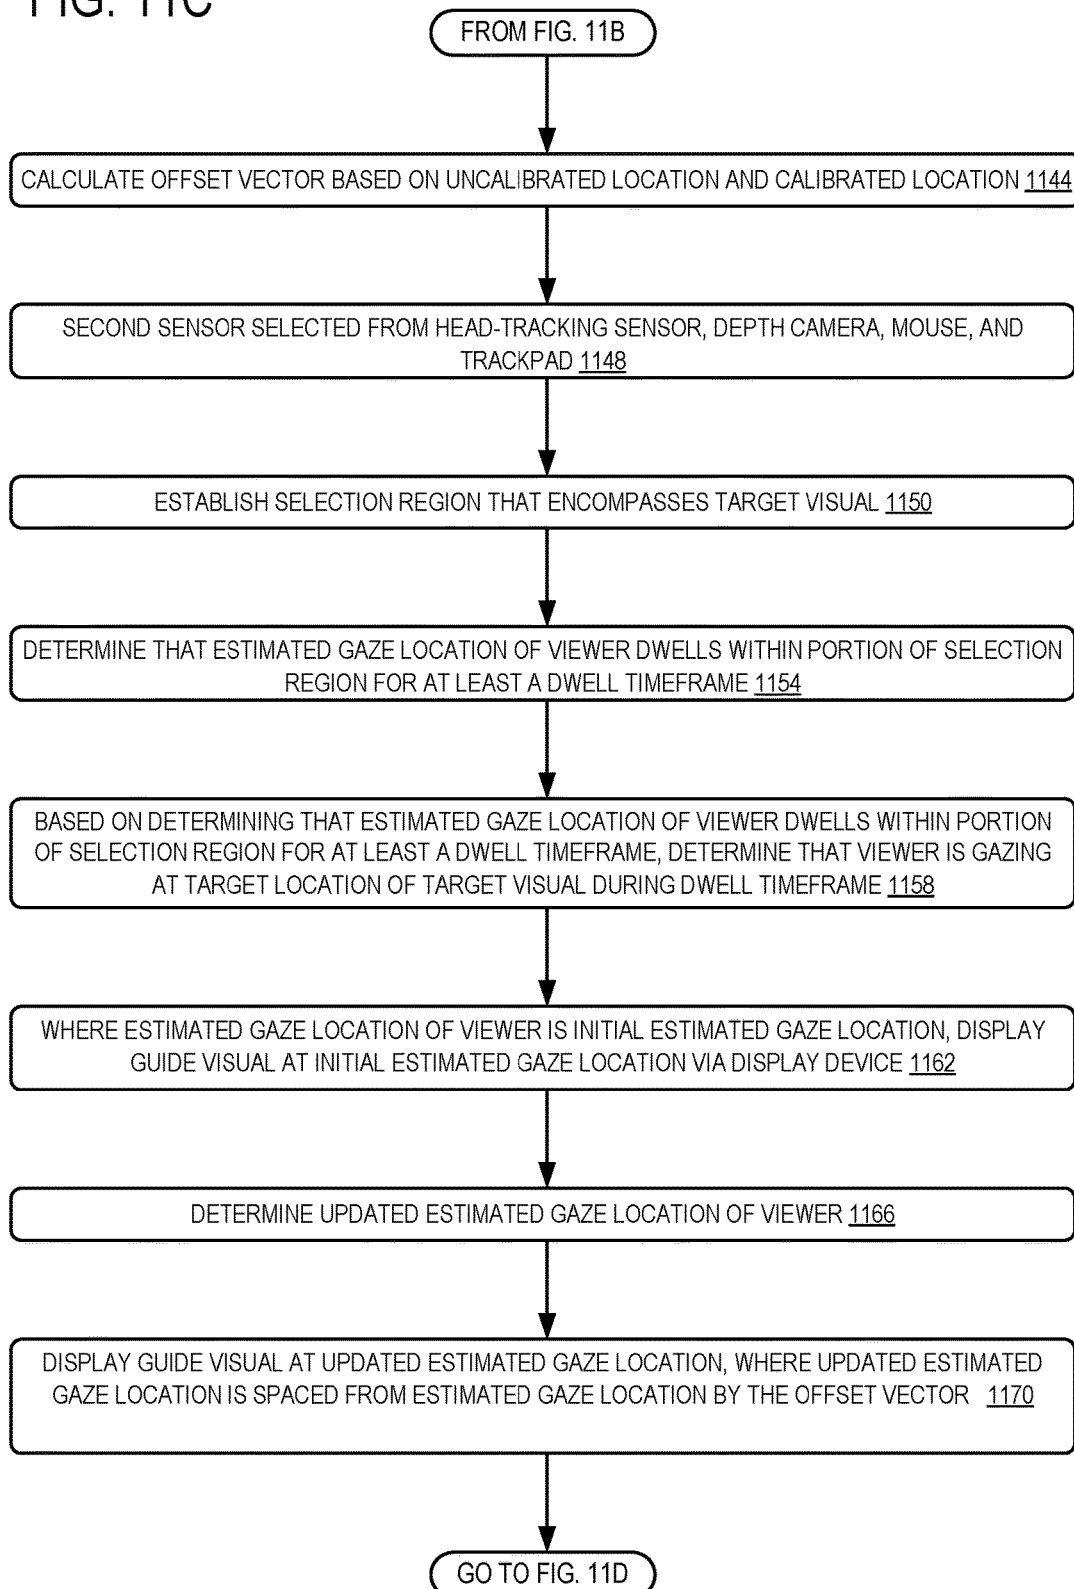 FIG. 11C
FROM FIG. 11B
CALCULATE OFFSET VECTOR BASED ON UNCALIBRATED LOCATION AND CALIBRATED LOCATION 1144
SECOND SENSOR SELECTED FROM HEAD-TRACKING SENSOR, DEPTH CAMERA, MOUSE, AND
TRACKPAD 1148
ESTABLISH SELECTION REGION THAT ENCOMPASSES TARGET VISUAL 1150
DETERMINE THAT ESTIMATED GAZE LOCATION OF VIEWER DWELLS WITHIN PORTION OF SELECTION
REGION FOR AT LEAST A DWELL TIMEFRAME 1154
BASED ON DETERMINING THAT ESTIMATED GAZE LOCATION OF VIEWER DWELLS WITHIN PORTION
OF SELECTION REGION FOR AT LEAST A DWELL TIMEFRAME, DETERMINE THAT VIEWER IS GAZING
AT TARGET LOCATION OF TARGET VISUAL DURING DWELL TIMEFRAME 1158
WHERE ESTIMATED GAZE LOCATION OF VIEWER IS INITIAL ESTIMATED GAZE LOCATION, DISPLAY
GUIDE VISUAL AT INITIAL ESTIMATED GAZE LOCATION VIA DISPLAY DEVICE 1162
DETERMINE UPDATED ESTIMATED GAZE LOCATION OF VIEWER 1166
DISPLAY GUIDE VISUAL AT UPDATED ESTIMATED GAZE LOCATION, WHERE UPDATED ESTIMATED
GAZE LOCATION IS SPACED FROM ESTIMATED GAZE LOCATION BY THE OFFSET VECTOR 1170
GO TO FIG. 11D